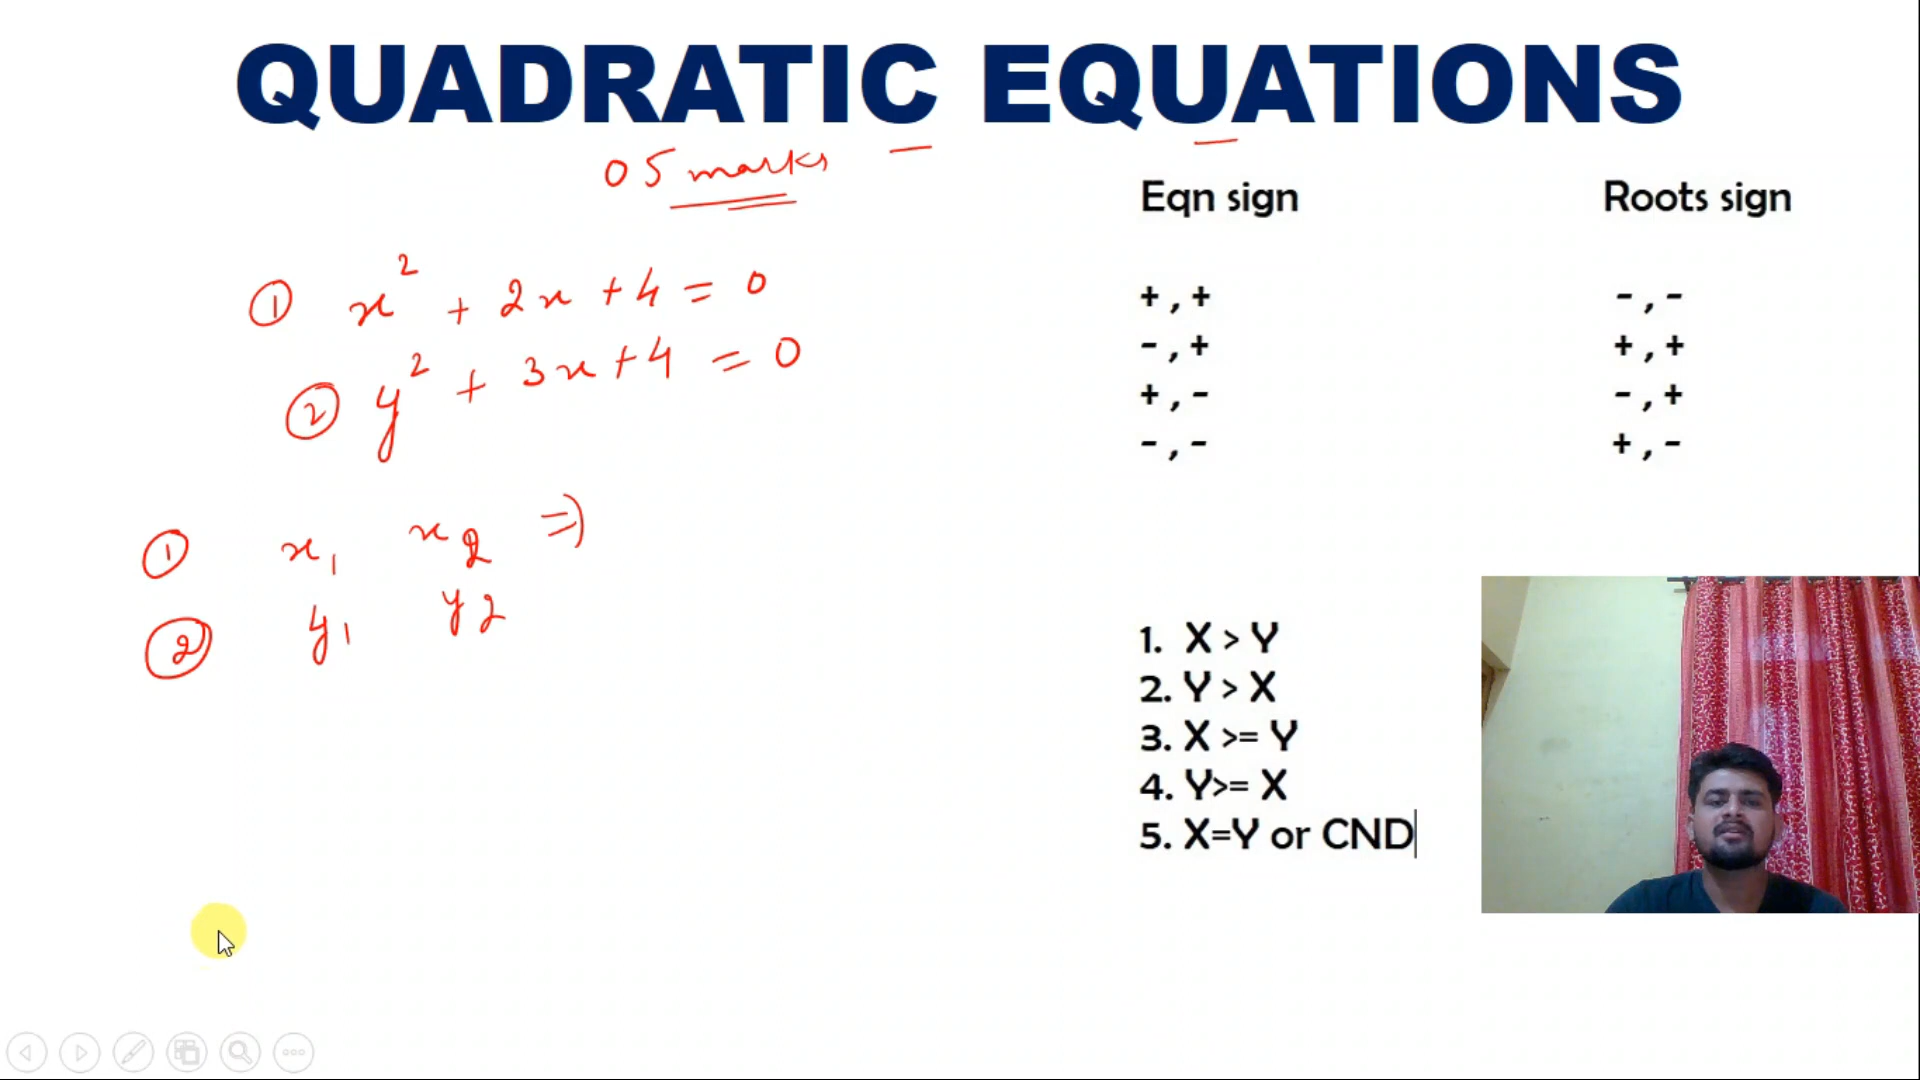 QUADRATIC EQUATIONS
05 marks
① x² + 2x + 4 = 0
② y² + 3x + 4 = 0
① x₁ x₂ ⇒
② y₁ y₂
Eqn sign Roots sign
+ , + - , -
- , + + , +
+ , - - , +
- , - + , -
1. X > Y
2. Y > X
3. X >= Y
4. Y>= X
5. X=Y or CND